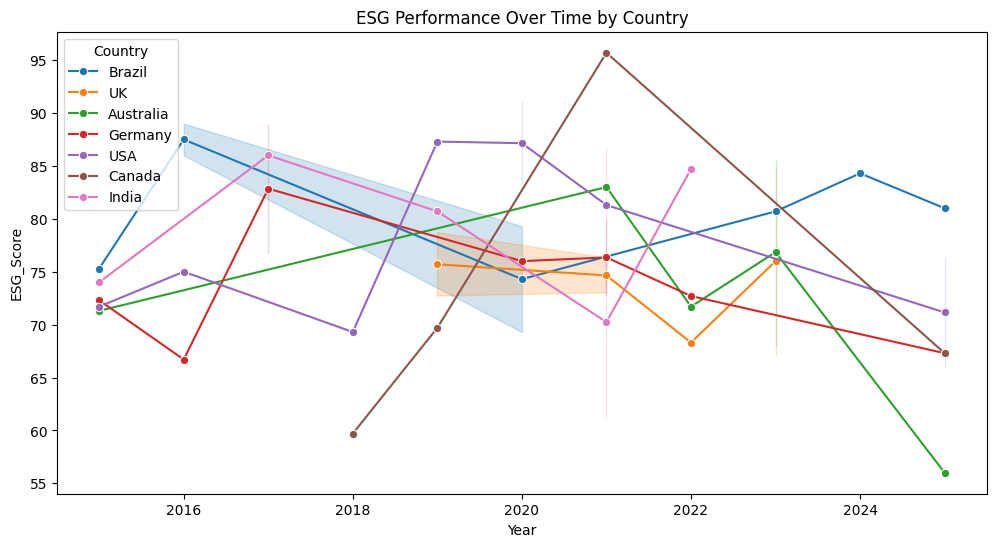 ESG Performance Over Time by Country
Country
Brazil
UK
Australia
Germany
USA
Canada
India
ESG_Score
95
90
85
80
75
70
65
60
55
2016
2018
2020
2022
2024
Year